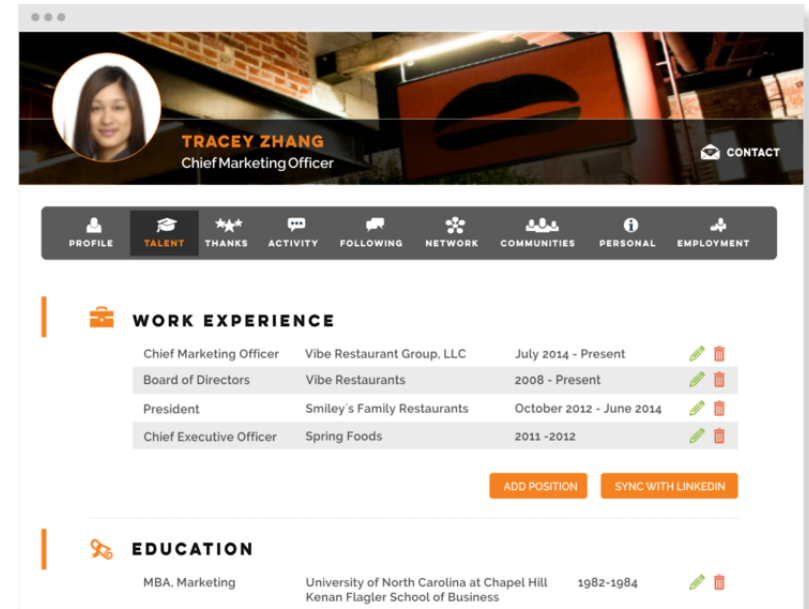 TRACEY ZHANG
Chief Marketing Officer
CONTACT
PROFILE TALENT THANKS ACTIVITY FOLLOWING NETWORK COMMUNITIES PERSONAL EMPLOYMENT
WORK EXPERIENCE
Chief Marketing Officer Vibe Restaurant Group, LLC July 2014 - Present
Board of Directors Vibe Restaurants 2008 - Present
President Smiley`s Family Restaurants October 2012 - June 2014
Chief Executive Officer Spring Foods 2011 -2012
ADD POSITION SYNC WITH LINKEDIN
EDUCATION
MBA, Marketing University of North Carolina at Chapel Hill 1982-1984
Kenan Flagler School of Business